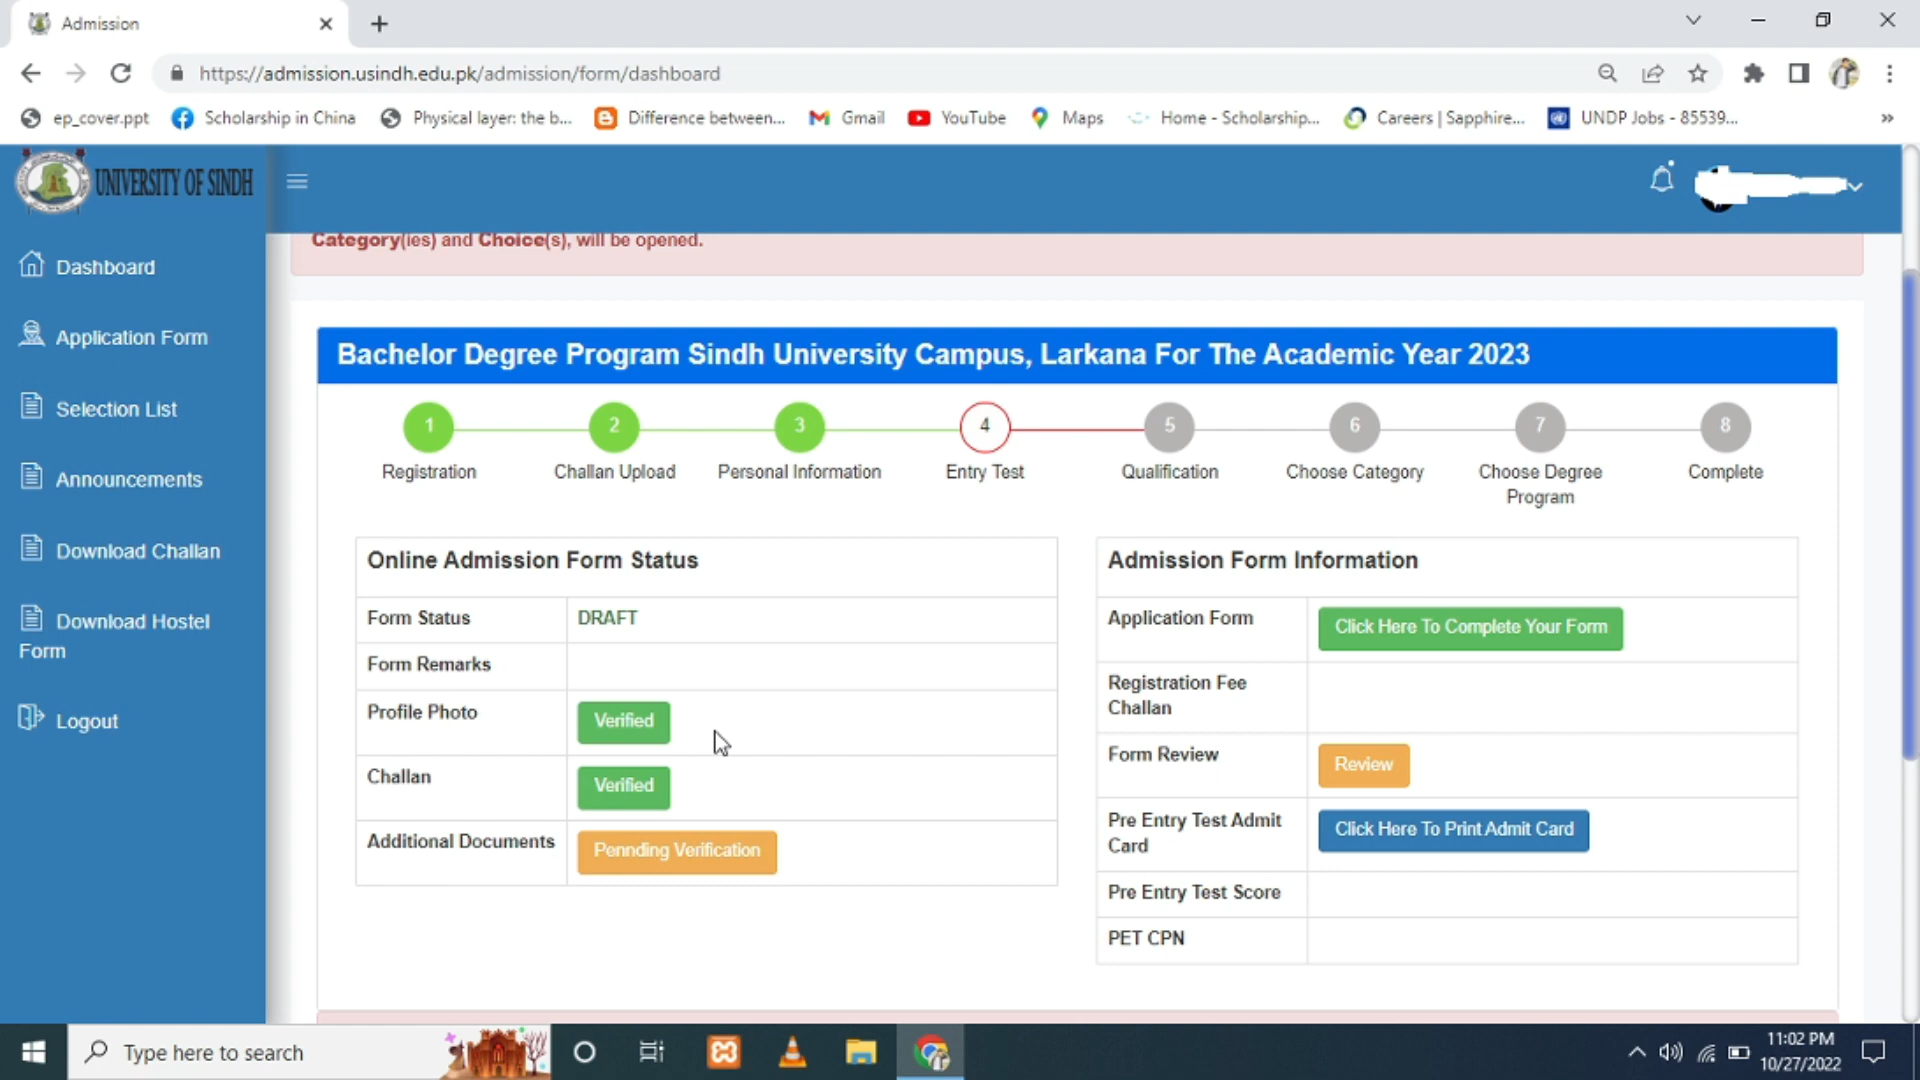 Admission
https://admission.usindh.edu.pk/admission/form/dashboard
ep_cover.ppt
Scholarship in China
Physical layer: the b...
Difference between...
Gmail
YouTube
Maps
Home - Scholarship...
Careers | Sapphire...
UNDP Jobs - 85539...
»
UNIVERSITY OF SINDH
Dashboard
Application Form
Selection List
Announcements
Download Challan
Download Hostel
Form
Logout
Category(ies) and Choice(s), will be opened.
Bachelor Degree Program Sindh University Campus, Larkana For The Academic Year 2023
1
2
3
4
5
6
7
8
Registration
Challan Upload
Personal Information
Entry Test
Qualification
Choose Category
Choose Degree
Program
Complete
Online Admission Form Status
Form Status
DRAFT
Form Remarks
Profile Photo
Verified
Challan
Verified
Additional Documents
Pennding Verification
Admission Form Information
Application Form
Click Here To Complete Your Form
Registration Fee
Challan
Form Review
Review
Pre Entry Test Admit
Card
Click Here To Print Admit Card
Pre Entry Test Score
PET CPN
Type here to search
11:02 PM
10/27/2022